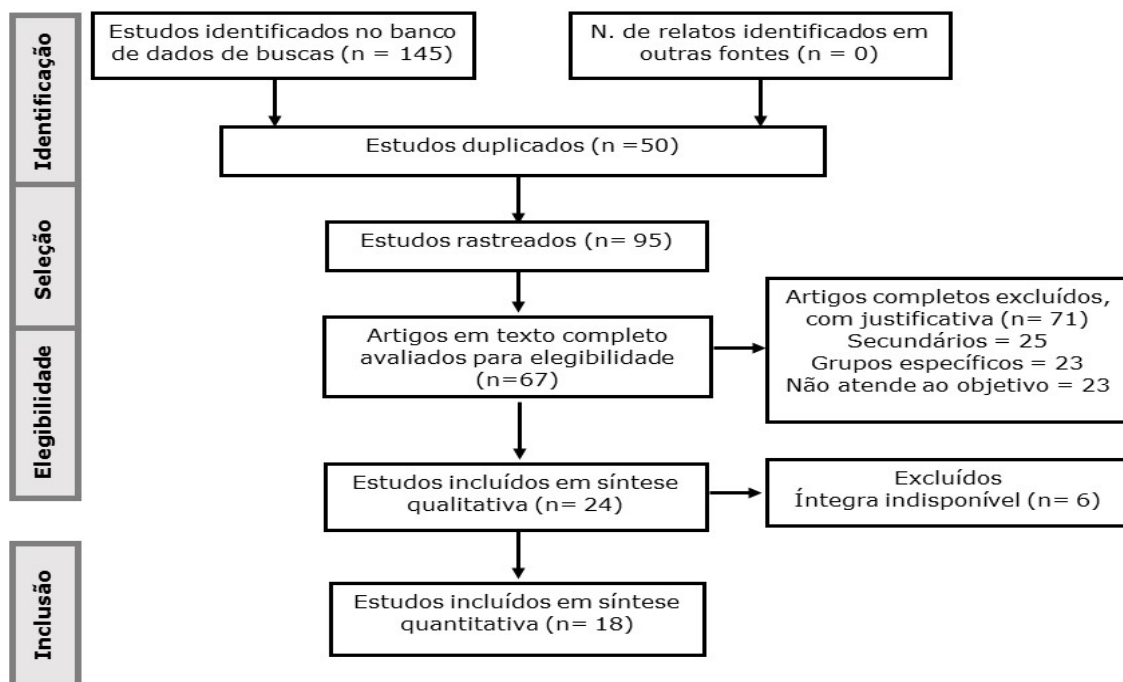 Identificação
Estudos identificados no banco
de dados de buscas (n = 145)
N. de relatos identificados em
outras fontes (n = 0)
Estudos duplicados (n =50)
Seleção
Estudos rastreados (n= 95)
Elegibilidade
Artigos em texto completo
avaliados para elegibilidade
(n=67)
Artigos completos excluídos,
com justificativa (n= 71)
Secundários = 25
Grupos específicos = 23
Não atende ao objetivo = 23
Estudos incluídos em síntese
qualitativa (n= 24)
Excluídos
Íntegra indisponível (n= 6)
Inclusão
Estudos incluídos em síntese
quantitativa (n= 18)